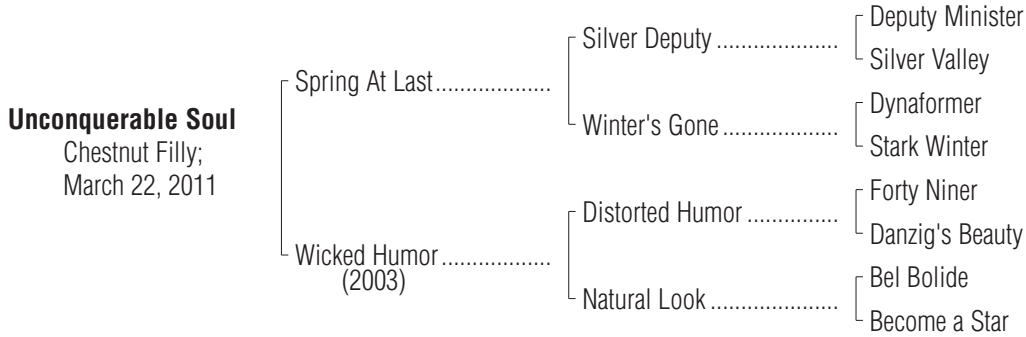 Deputy Minister
Silver Deputy ....................
Silver Valley
Spring At Last...................
Dynaformer
Winter's Gone ....................
Stark Winter
Unconquerable Soul
Chestnut Filly;
March 22, 2011
Forty Niner
Distorted Humor ...............
Danzig's Beauty
Wicked Humor ..................
(2003)
Bel Bolide
Natural Look .....................
Become a Star